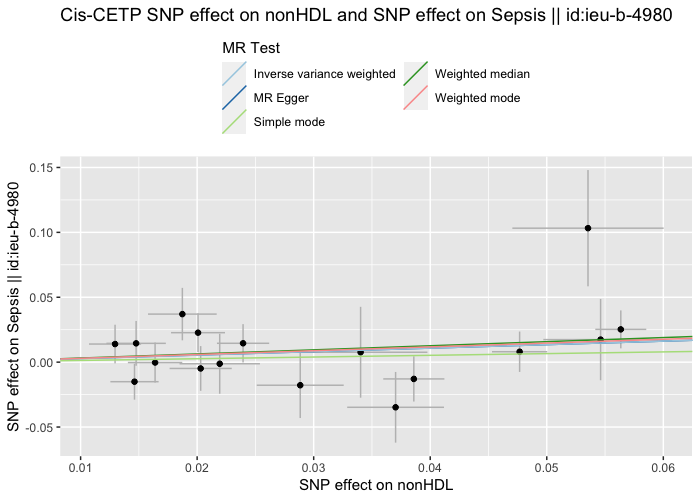 Cis-CETP SNP effect on nonHDL and SNP effect on Sepsis || id:ieu-b-4980
MR Test
Inverse variance weighted
Weighted median
MR Egger
Weighted mode
Simple mode
SNP effect on Sepsis || id:ieu-b-4980
0.15
0.10
0.05
0.00
-0.05
0.01 0.02 0.03 0.04 0.05 0.06
SNP effect on nonHDL